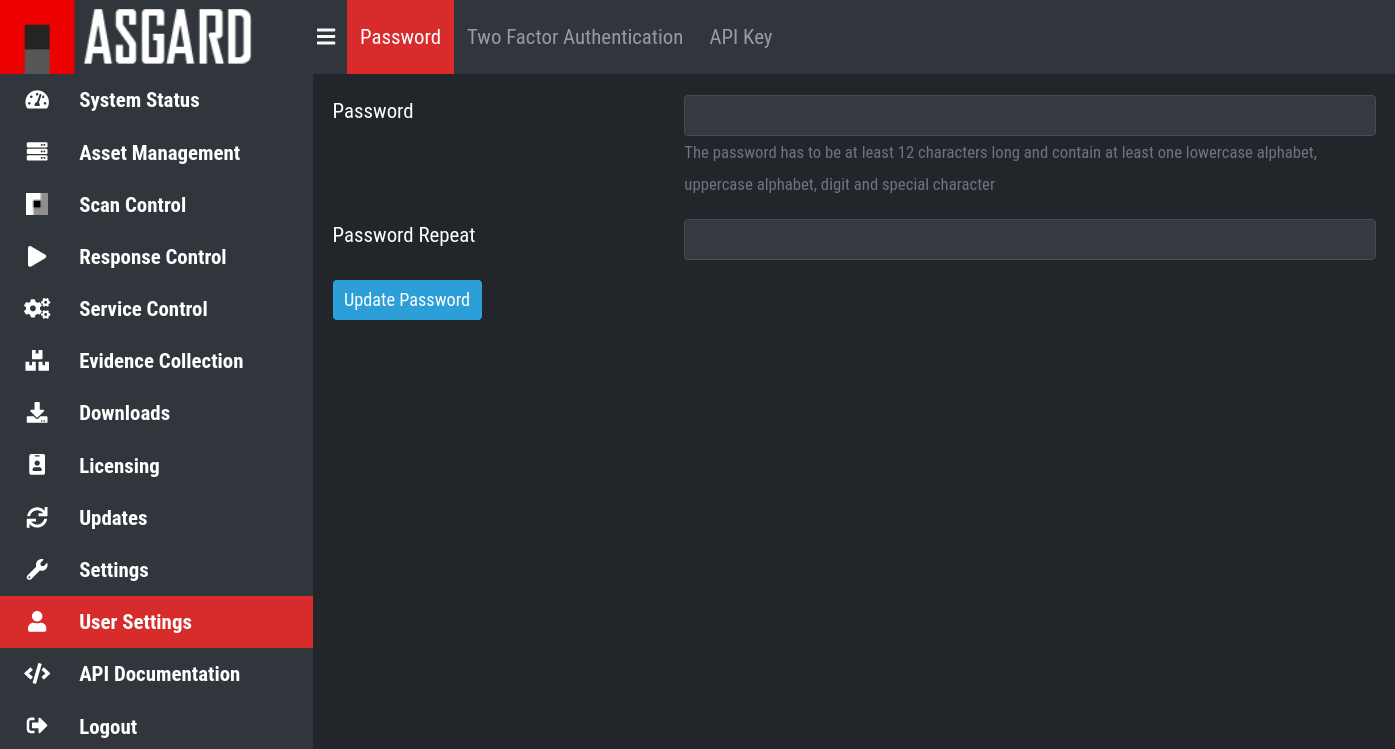 ASGARD
Password
Two Factor Authentication
API Key
System Status
Asset Management
Scan Control
Response Control
Service Control
Evidence Collection
Downloads
Licensing
Updates
Settings
User Settings
API Documentation
Logout
Password
The password has to be at least 12 characters long and contain at least one lowercase alphabet,
uppercase alphabet, digit and special character
Password Repeat
Update Password